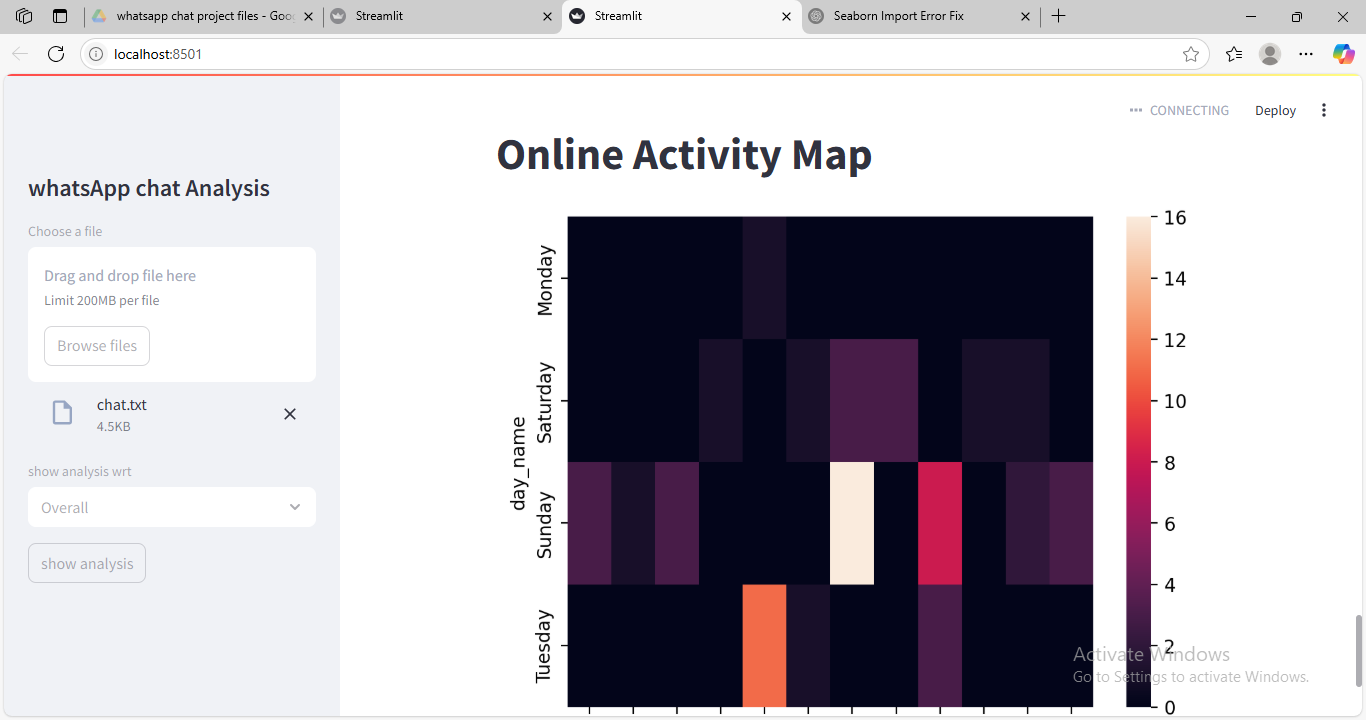 whatsapp chat project files - Goo
Streamlit
Streamlit
Seaborn Import Error Fix
localhost:8501
CONNECTING
Deploy
whatsApp chat Analysis
Choose a file
Drag and drop file here
Limit 200MB per file
Browse files
chat.txt
4.5KB
show analysis wrt
Overall
show analysis
Online Activity Map
day_name
Monday
Saturday
Sunday
Tuesday
16
14
12
10
8
6
4
2
0
Activate Windows
Go to Settings to activate Windows.